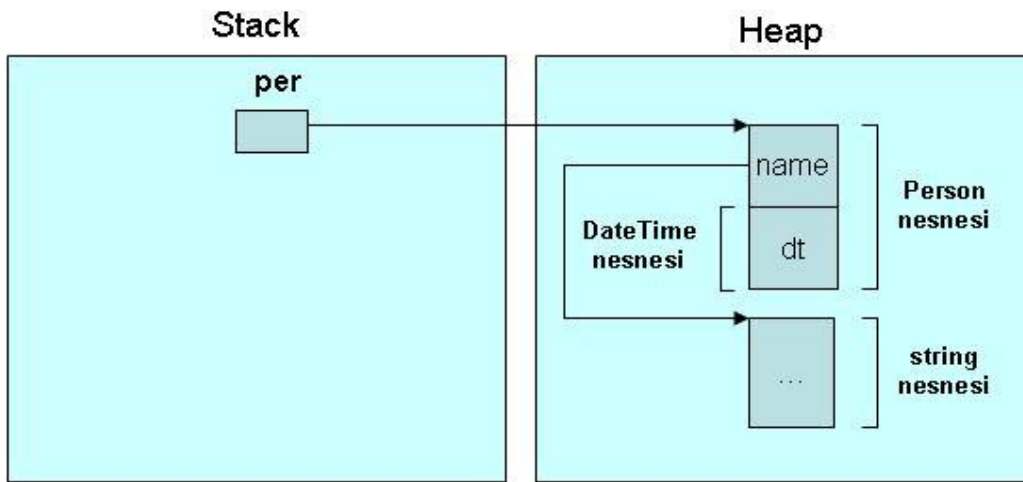 Stack
Heap
per
name
Person
nesnesi
DateTime
nesnesi
dt
...
string
nesnesi